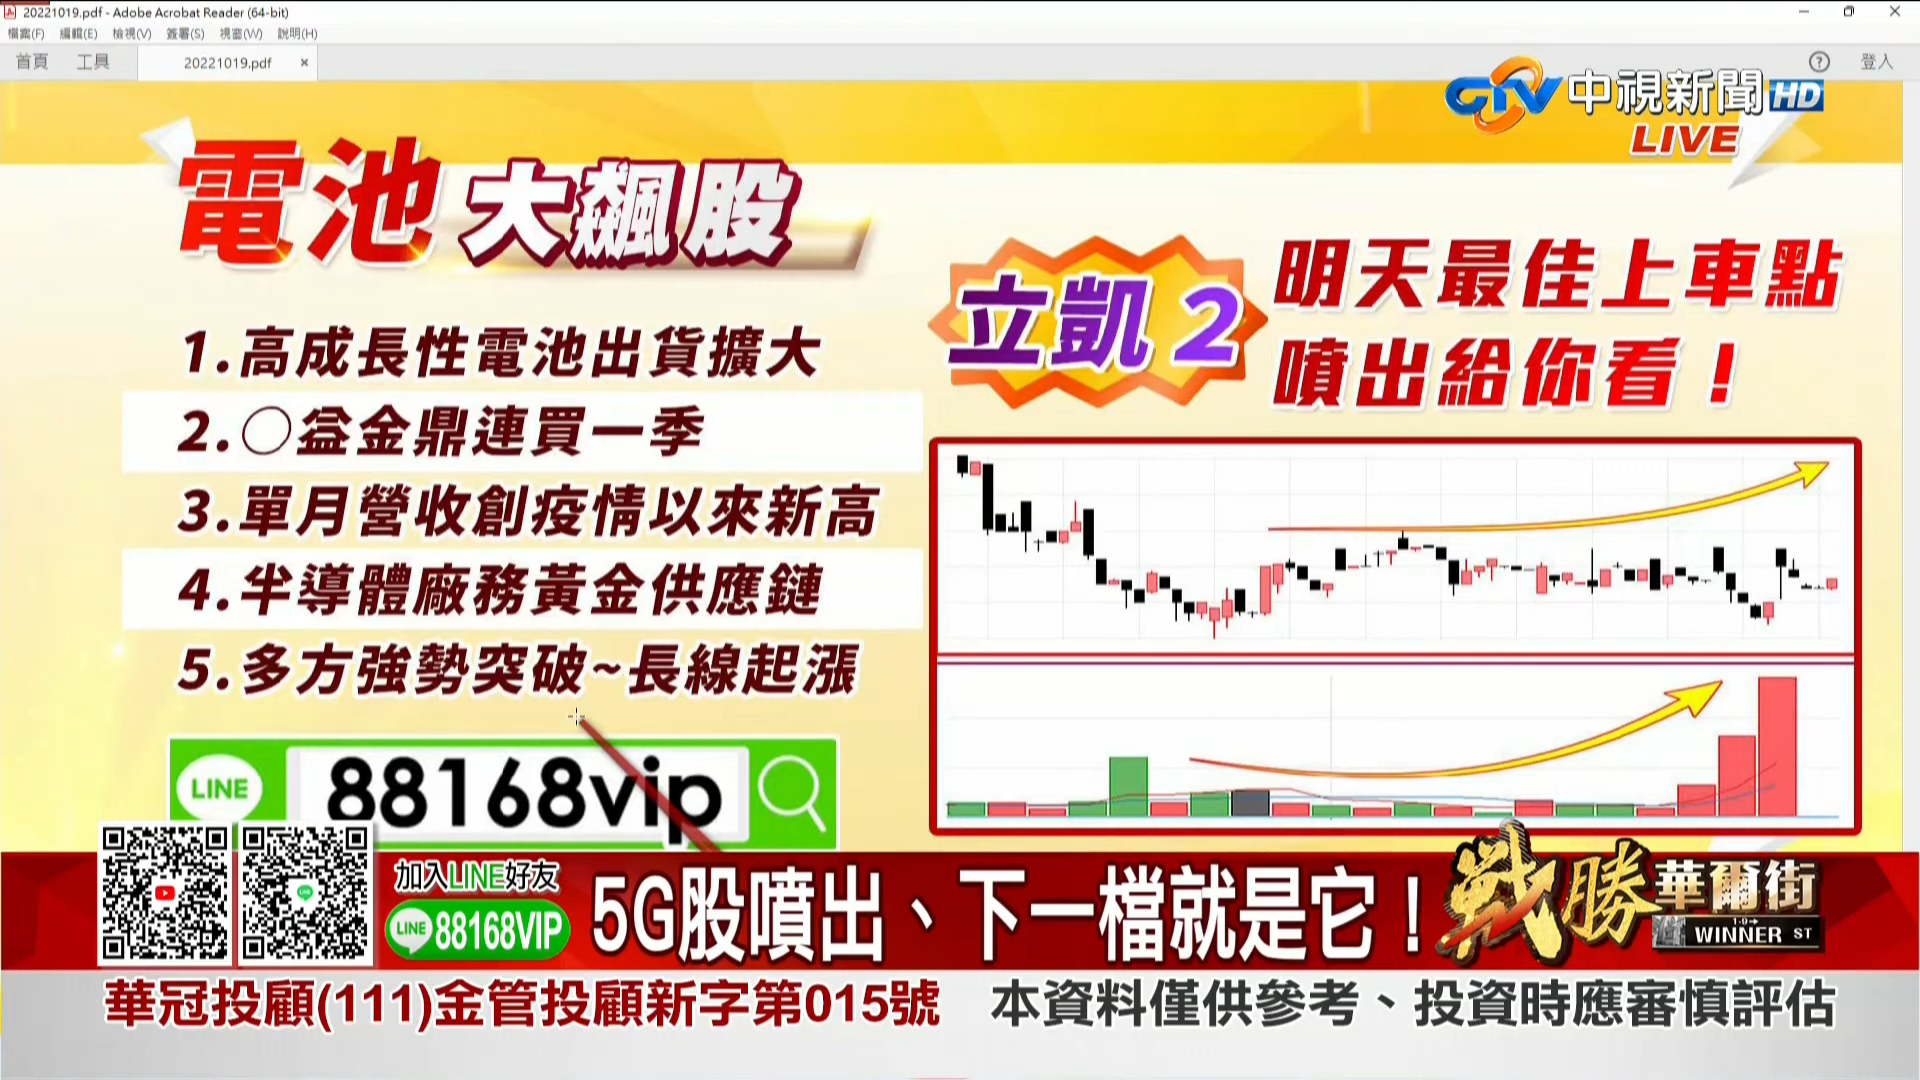 20221019.pdf - Adobe Acrobat Reader (64-bit)
檔案(F) 編輯(E) 檢視(V) 簽署(S) 視窗(W) 說明(H)
首頁 工具 20221019.pdf × ? 登入
CTV 中視新聞 HD
LIVE
電池大飆股
1.高成長性電池出貨擴大
2.〇益金鼎連買一季
3.單月營收創疫情以來新高
4.半導體廠務黃金供應鏈
5.多方強勢突破~長線起漲
LINE 88168vip
立凱2
明天最佳上車點
噴出給你看！
加入LINE好友
LINE 88168VIP
5G股噴出、下一檔就是它！
戰勝華爾街
WINNER ST
華冠投顧(111)金管投顧新字第015號 本資料僅供參考、投資時應審慎評估